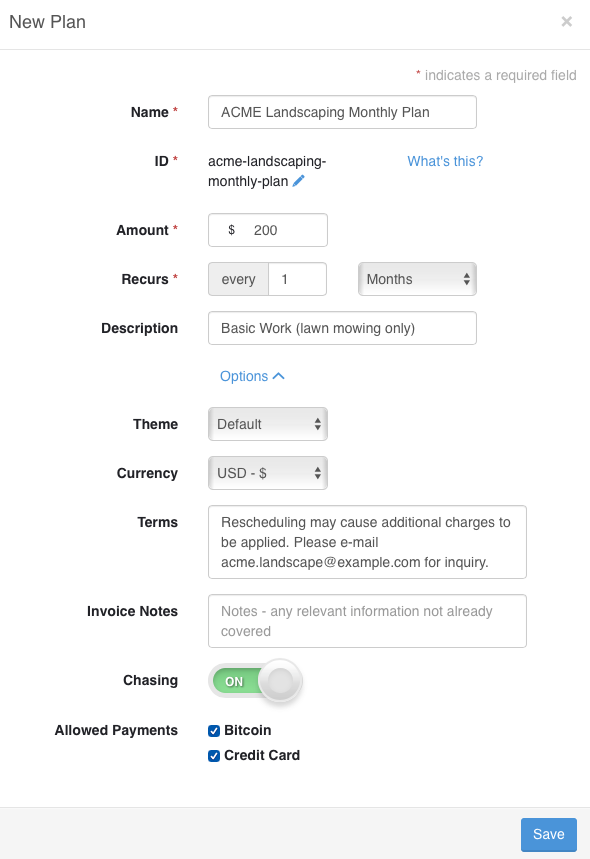 New Plan ×
* indicates a required field
Name * ACME Landscaping Monthly Plan
ID * acme-landscaping- What's this?
monthly-plan
Amount * $ 200
Recurs * every 1 Months
Description Basic Work (lawn mowing only)
Options
Theme Default
Currency USD - $
Terms Rescheduling may cause additional charges to
be applied. Please e-mail
acme.landscape@example.com for inquiry.
Invoice Notes Notes - any relevant information not already
covered
Chasing ON
Allowed Payments Bitcoin
Credit Card
Save